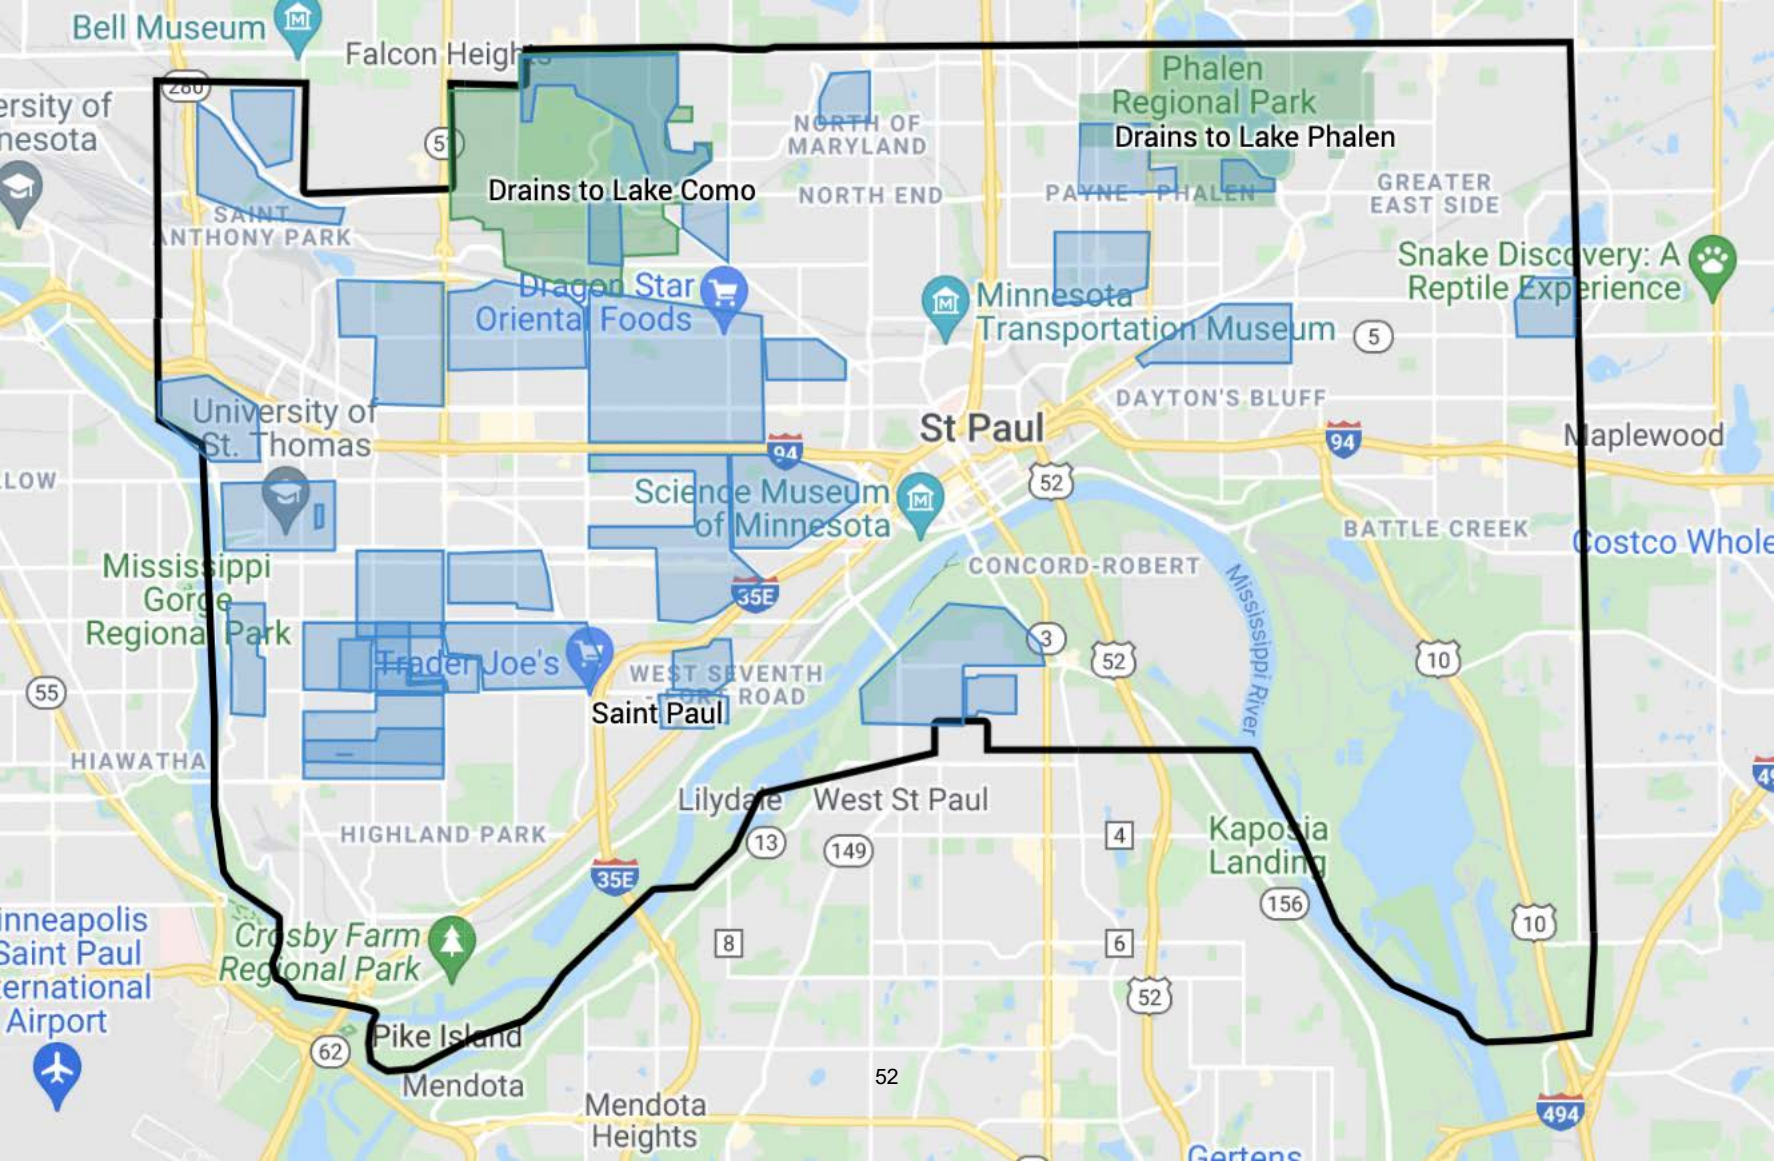 Bell Museum
Falcon Heights
280
ersity of
nesota
51
Phalen
Regional Park
Drains to Lake Phalen
NORTH OF
MARYLAND
Drains to Lake Como
NORTH END
PAYNE - PHALEN
GREATER
EAST SIDE
SAINT
ANTHONY PARK
Snake Discovery: A
Reptile Experience
Dragon Star
Oriental Foods
Minnesota
Transportation Museum
5
DAYTON'S BLUFF
University of
St. Thomas
St Paul
94
94
Maplewood
LLOW
52
Science Museum
of Minnesota
BATTLE CREEK
Costco Whole
Mississippi
Gorge
Regional Park
CONCORD-ROBERT
35E
Mississippi River
3
52
10
Trader Joe's
WEST SEVENTH
- FORT ROAD
55
Saint Paul
HIAWATHA
49
Lilydale
West St Paul
HIGHLAND PARK
13
149
4
Kaposia
Landing
35E
156
inneapolis
Saint Paul
ternational
Airport
Crosby Farm
Regional Park
8
6
10
52
Pike Island
62
Mendota
52
Mendota
Heights
494
Gertens